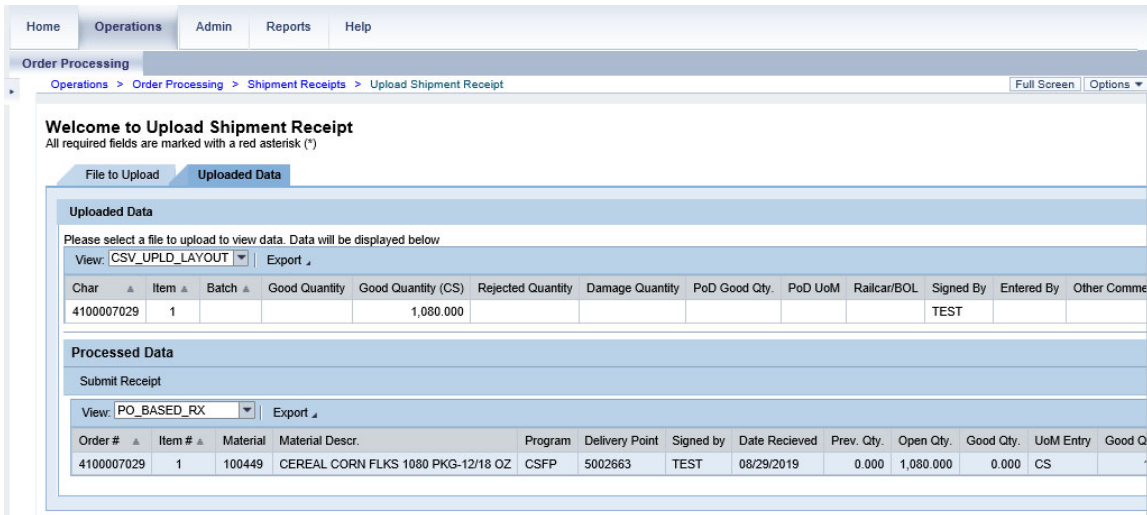 Home Operations Admin Reports Help
Order Processing
Operations > Order Processing > Shipment Receipts > Upload Shipment Receipt Full Screen Options
Welcome to Upload Shipment Receipt
All required fields are marked with a red asterisk (*)
File to Upload Uploaded Data
Uploaded Data
Please select a file to upload to view data. Data will be displayed below
View: CSV_UPLD_LAYOUT Export
Char Item Batch Good Quantity Good Quantity (CS) Rejected Quantity Damage Quantity PoD Good Qty. PoD UoM Railcar/BOL Signed By Entered By Other Comme
4100007029 1 1,080.000 TEST
Processed Data
Submit Receipt
View: PO_BASED_RX Export
Order # Item # Material Material Descr. Program Delivery Point Signed by Date Recieved Prev. Qty. Open Qty. Good Qty. UoM Entry Good Q
4100007029 1 100449 CEREAL CORN FLKS 1080 PKG-12/18 OZ CSFP 5002663 TEST 08/29/2019 0.000 1,080.000 0.000 CS